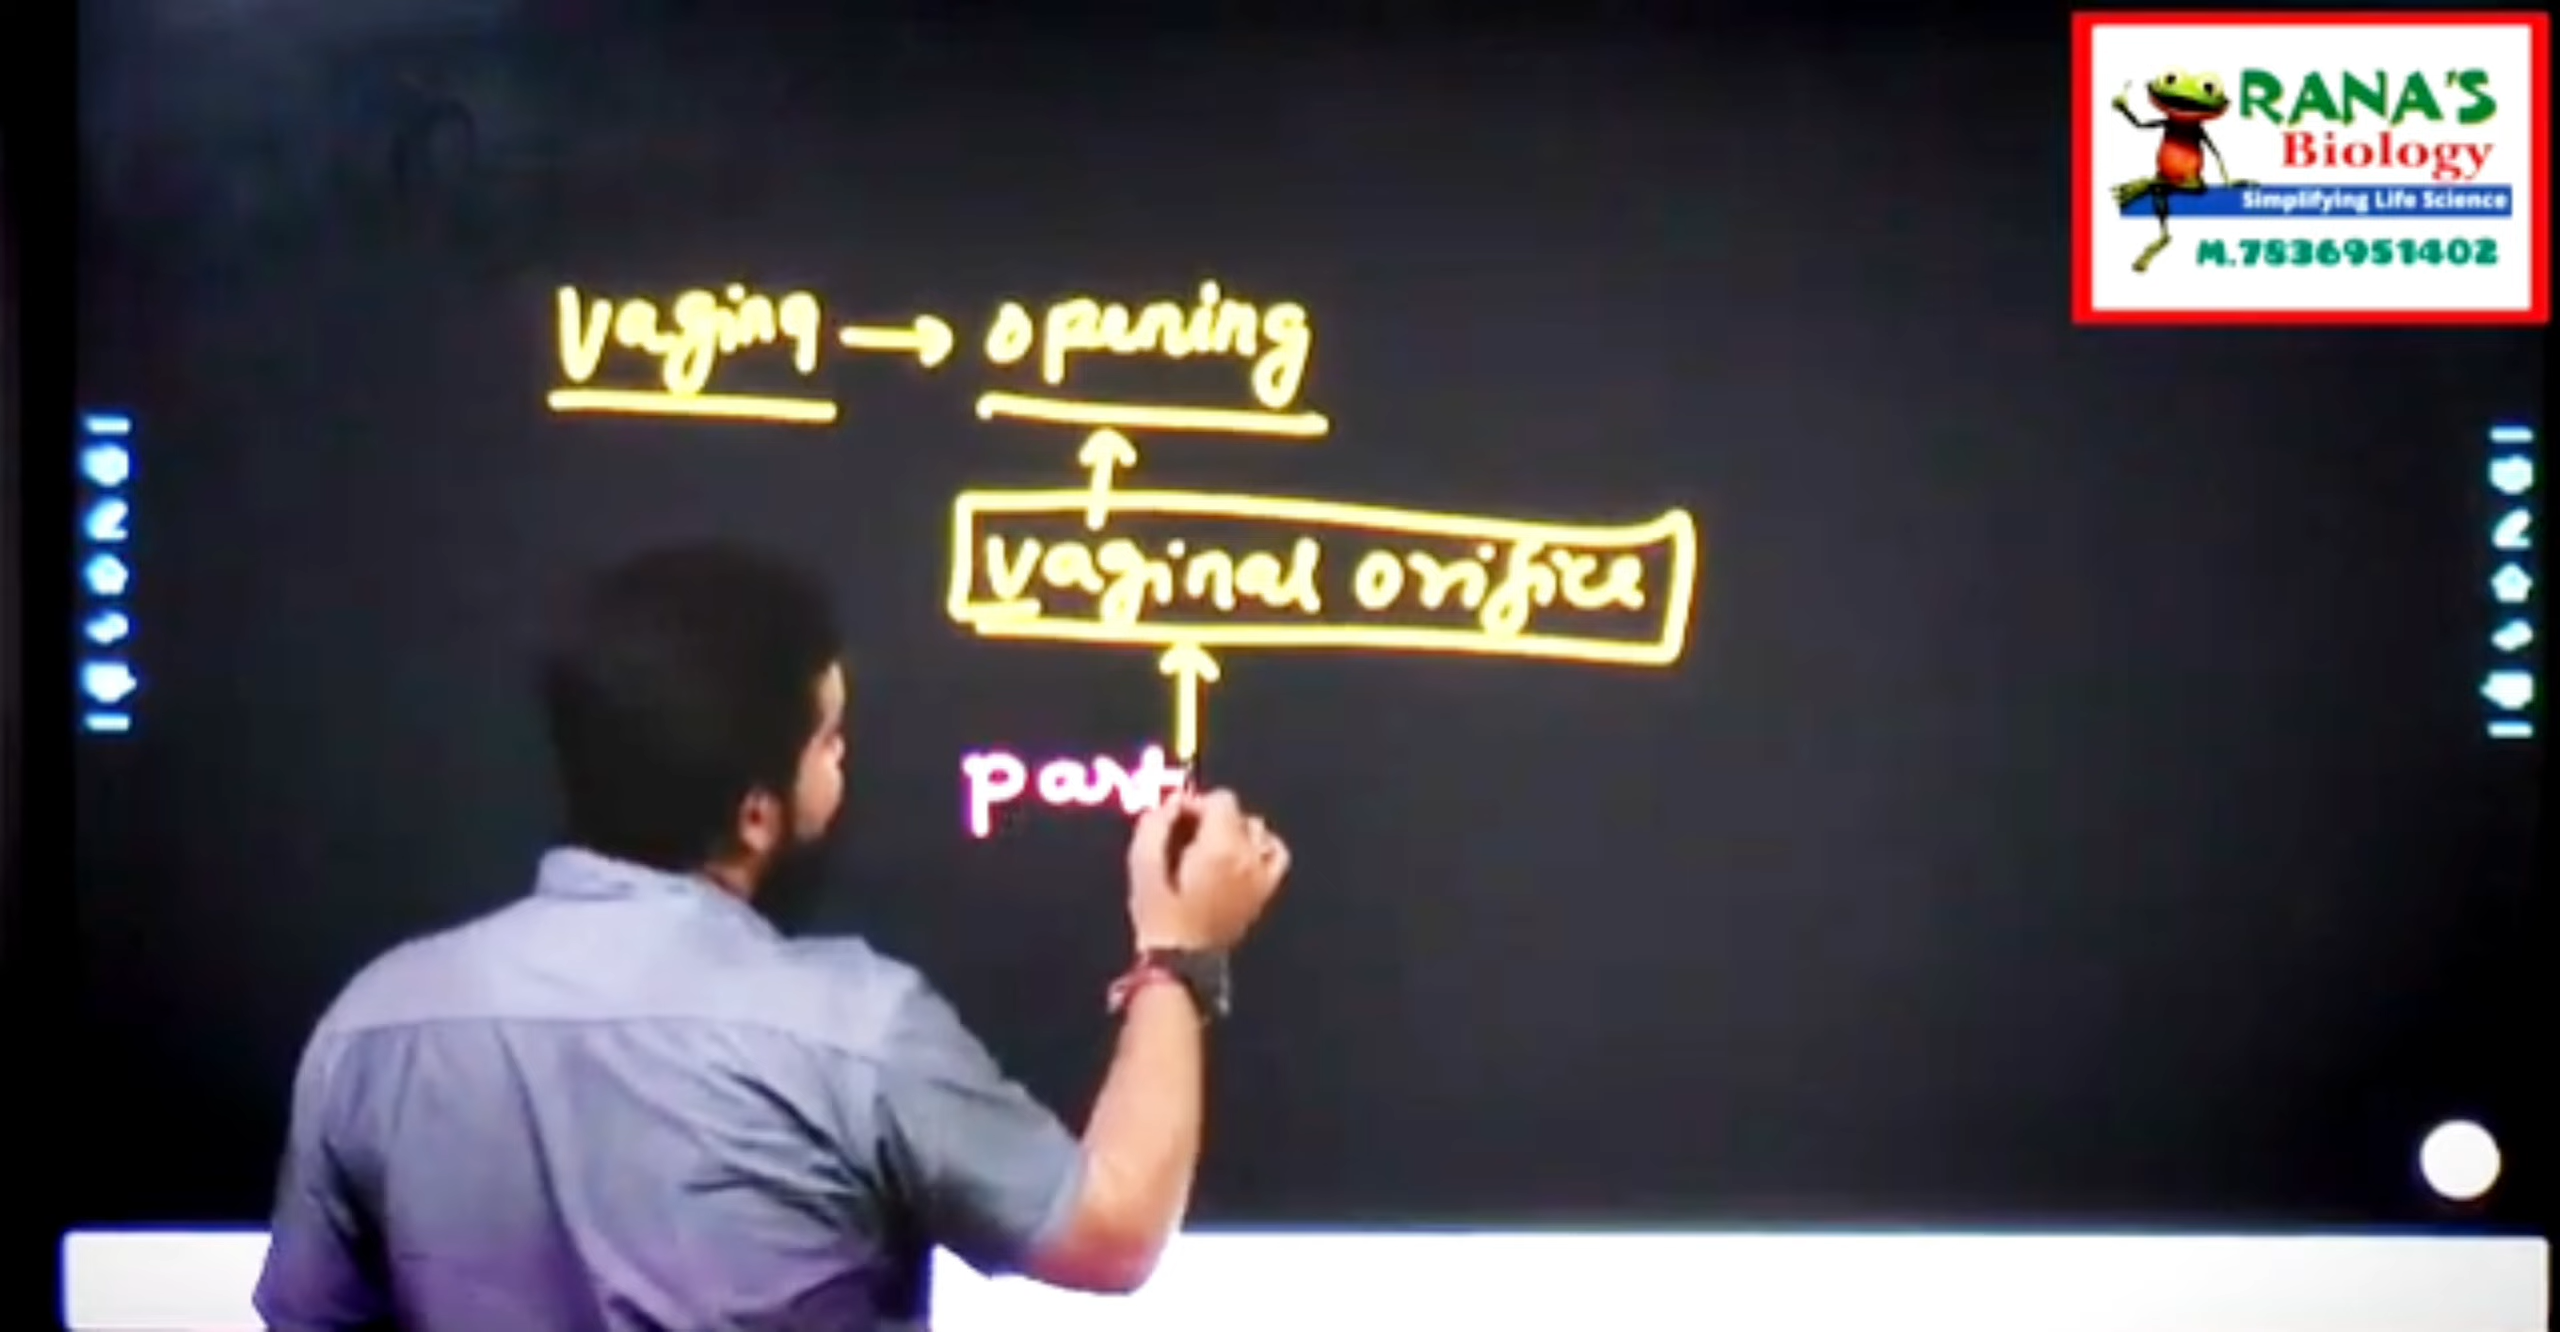 RANA'S
Biology
Simplifying Life Science
M.7836951402
vagina → opening
vaginal orifice
part